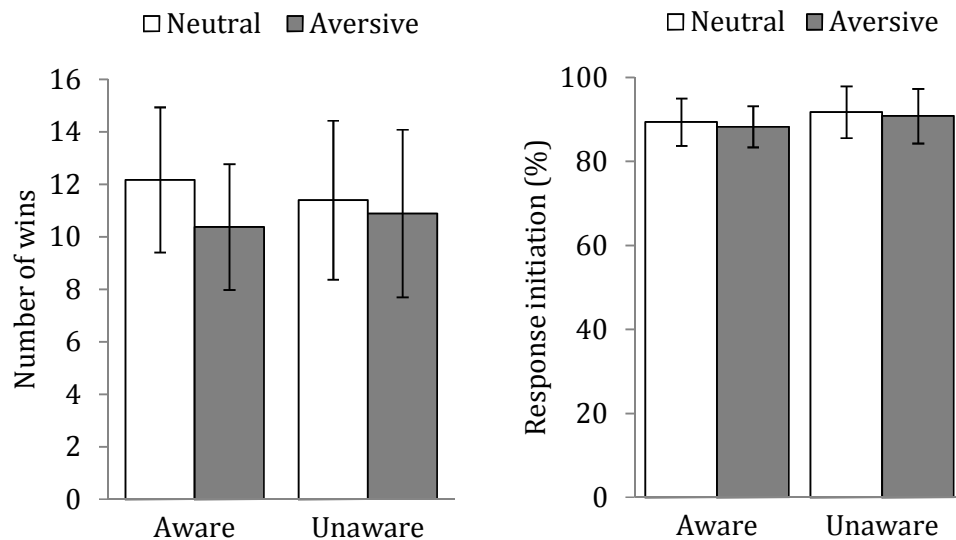 Neutral Aversive
Number of wins
16
14
12
10
8
6
4
2
0
Aware Unaware
Neutral Aversive
Response initiation (%)
100
80
60
40
20
0
Aware Unaware